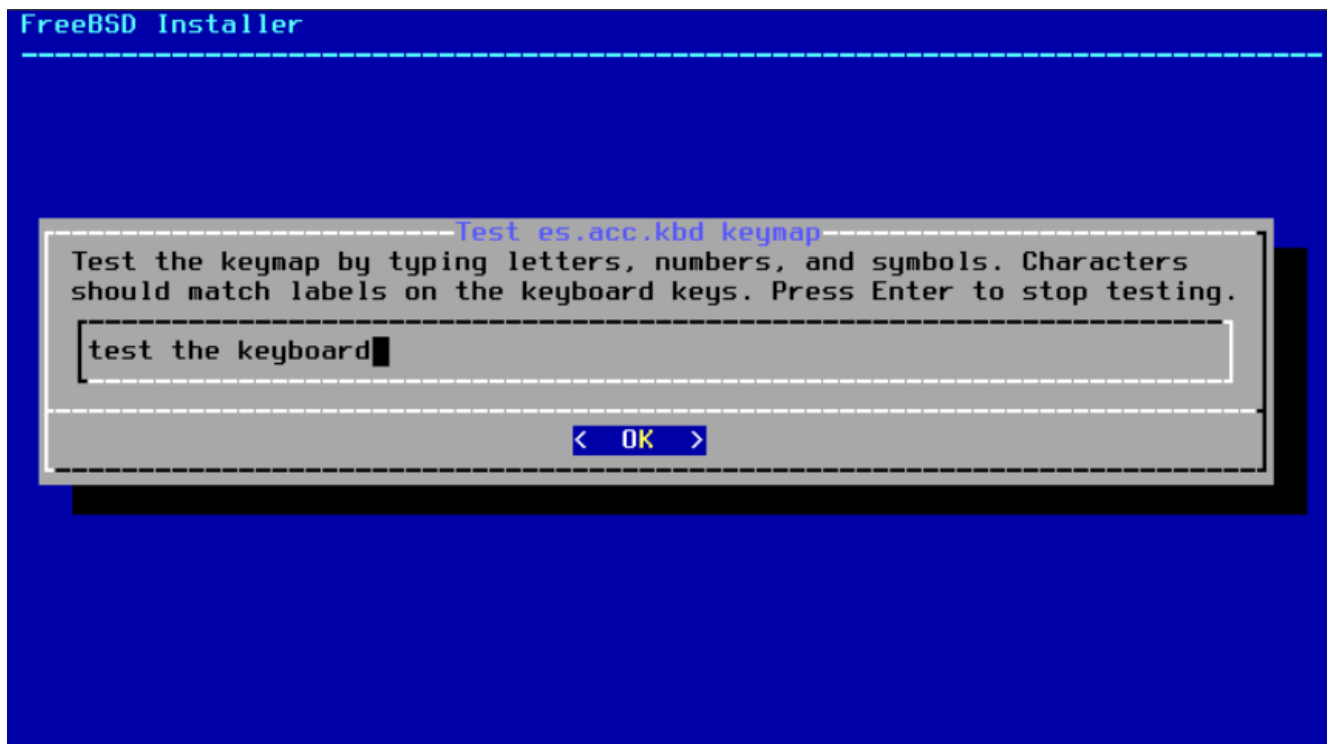 FreeBSD Installer
Test es.acc.kbd keymap
Test the keymap by typing letters, numbers, and symbols. Characters
should match labels on the keyboard keys. Press Enter to stop testing.
test the keyboard
< OK >